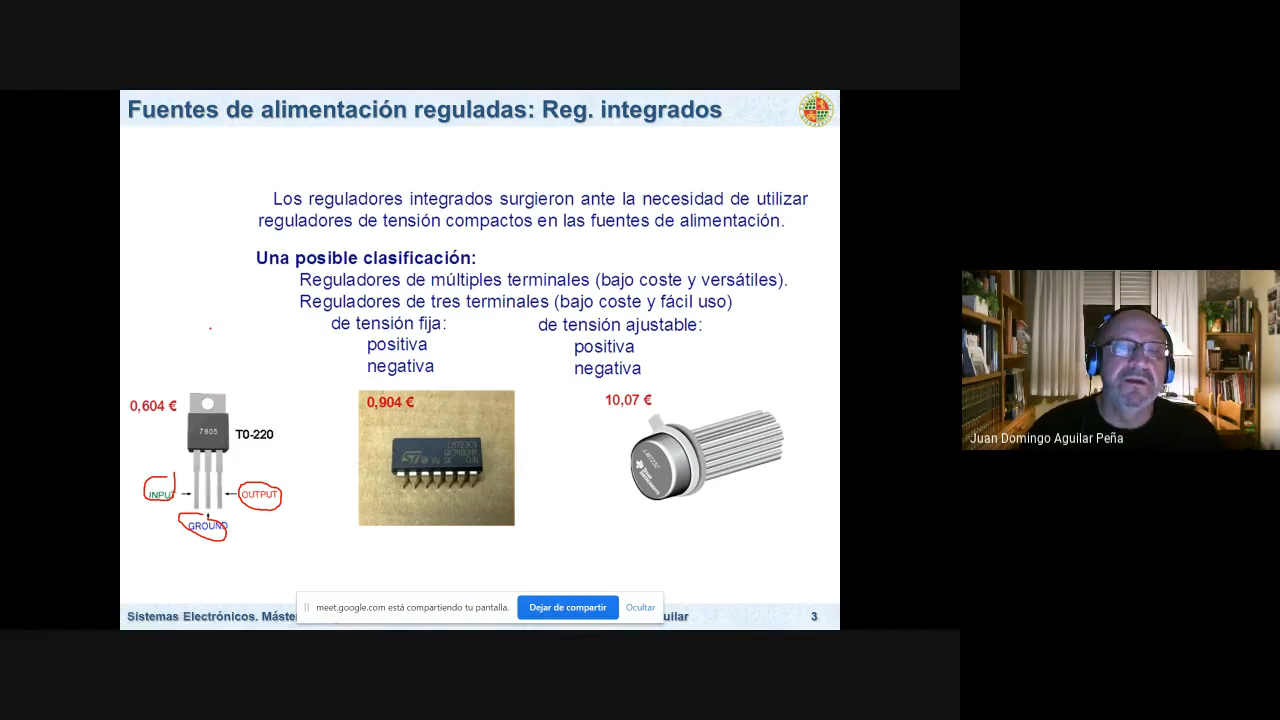 Fuentes de alimentación reguladas: Reg. integrados
Los reguladores integrados surgieron ante la necesidad de utilizar
reguladores de tensión compactos en las fuentes de alimentación.
Una posible clasificación:
Reguladores de múltiples terminales (bajo coste y versátiles).
Reguladores de tres terminales (bajo coste y fácil uso)
de tensión fija:
positiva
negativa
de tensión ajustable:
positiva
negativa
0,604 €
7805
T0-220
INPUT
OUTPUT
GROUND
0,904 €
10,07 €
Juan Domingo Aguilar Peña
meet.google.com está compartiendo tu pantalla.
Dejar de compartir
Ocultar
Sistemas Electrónicos.
3